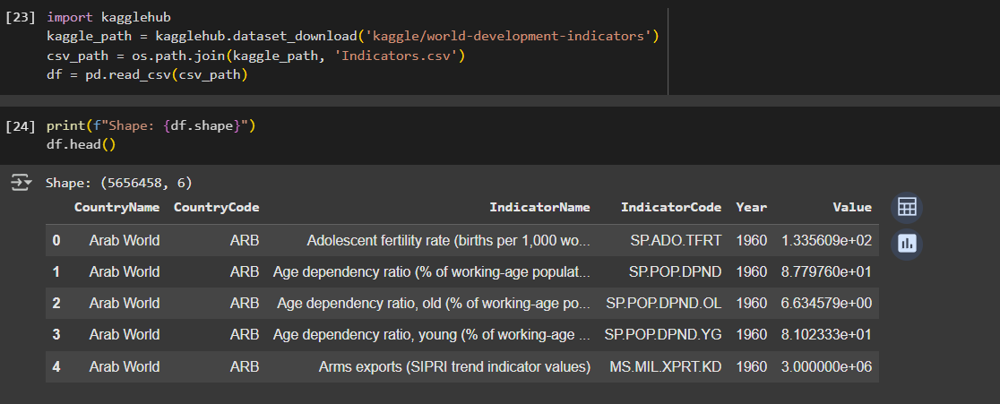 [23] import kagglehub
kaggle_path = kagglehub.dataset_download('kaggle/world-development-indicators')
csv_path = os.path.join(kaggle_path, 'Indicators.csv')
df = pd.read_csv(csv_path)
[24] print(f"Shape: {df.shape}")
df.head()
Shape: (5656458, 6)
CountryName CountryCode IndicatorName IndicatorCode Year Value
0 Arab World ARB Adolescent fertility rate (births per 1,000 wo... SP.ADO.TFRT 1960 1.335609e+02
1 Arab World ARB Age dependency ratio (% of working-age populat... SP.POP.DPND 1960 8.779760e+01
2 Arab World ARB Age dependency ratio, old (% of working-age po... SP.POP.DPND.OL 1960 6.634579e+00
3 Arab World ARB Age dependency ratio, young (% of working-age ... SP.POP.DPND.YG 1960 8.102333e+01
4 Arab World ARB Arms exports (SIPRI trend indicator values) MS.MIL.XPRT.KD 1960 3.000000e+06